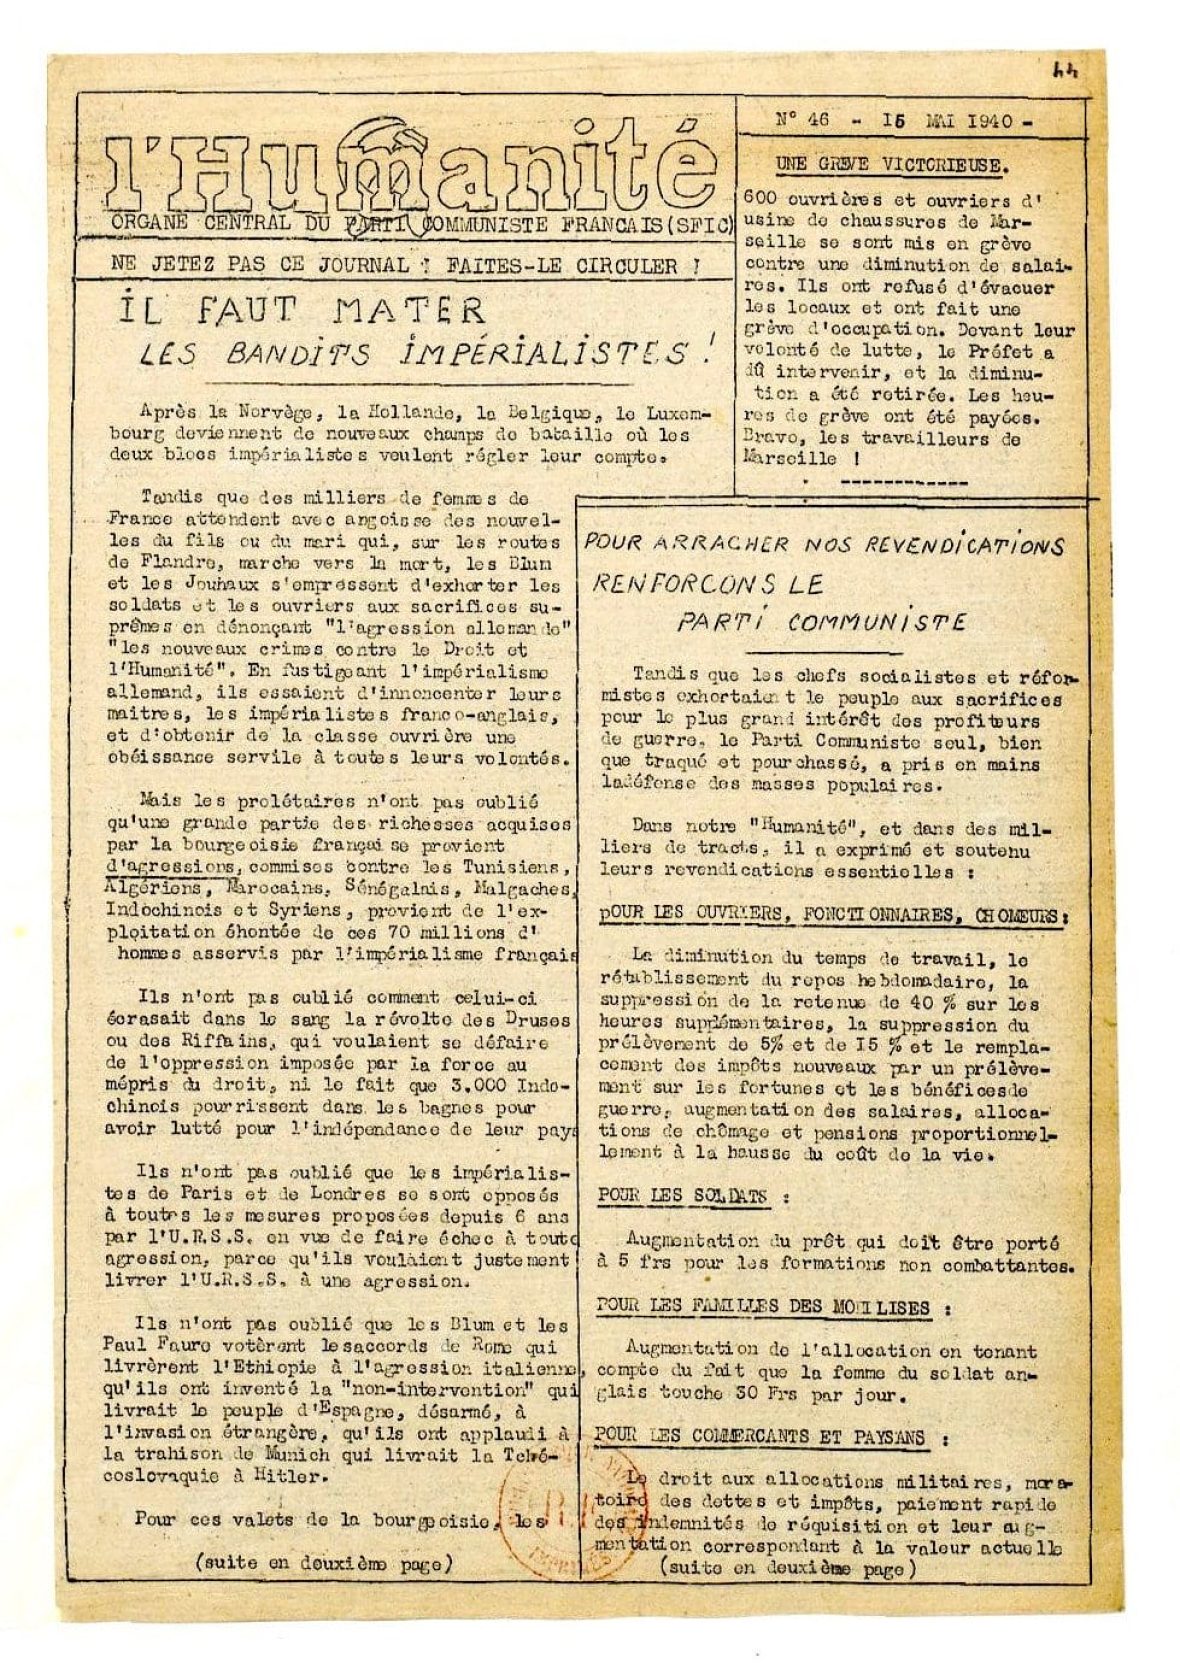 44
l'Humanité
ORGANE CENTRAL DU PARTI COMMUNISTE FRANCAIS(SFIC)
NE JETEZ PAS CE JOURNAL ! FAITES-LE CIRCULER !
N° 46 - 15 MAI 1940 -
UNE GREVE VICTORIEUSE.
600 ouvrières et ouvriers d'
usine de chaussures de Mar-
seille se sont mis en grève
contre une diminution de salai-
res. Ils ont refusé d'évacuer
les locaux et ont fait une
grève d'occupation. Devant leur
volonté de lutte, le Préfet a
dû intervenir, et la diminu-
tion a été retirée. Les heu-
res de grève ont été payées.
Bravo, les travailleurs de
Marseille !
IL FAUT MATER
LES BANDITS IMPÉRIALISTES !
Après la Norvège, la Hollande, la Belgique, le Luxem-
bourg deviennent de nouveaux champs de bataille où les
deux blocs impérialistes veulent régler leur compte.
Tandis que des milliers de femmes de
France attendent avec angoisse des nouvel-
les du fils ou du mari qui, sur les routes
de Flandre, marche vers la mort, les Blum
et les Jouhaux s'empressent d'exhorter les
soldats et les ouvriers aux sacrifices su-
prêmes en dénonçant "l'agression allemande"
"les nouveaux crimes contre le Droit et
l'Humanité". En fustigeant l'impérialisme
allemand, ils essaient d'innoncenter leurs
maitres, les impérialistes franco-anglais,
et d'obtenir de la classe ouvrière une
obéissance servile à toutes leurs volontés.
Mais les prolétaires n'ont pas oublié
qu'une grande partie des richesses acquises
par la bourgeoisie françai se provient
d'agressions, commises contre les Tunisiens,
Algériens, Marocains, Sénégalais, Malgaches,
Indochinois et Syriens, provient de l'ex-
ploitation éhontée de ces 70 millions d'
hommes asservis par l'impérialisme français
Ils n'ont pas oublié comment celui-ci
écrasait dans le sang la révolte des Druses
ou des Riffains, qui voulaient se défaire
de l'oppression imposée par la force au
mépris du droit, ni le fait que 3.000 Indo-
chinois pourrissent dans les bagnes pour
avoir lutté pour l'indépendance de leur pays
Ils n'ont pas oublié que les impérialis-
tes de Paris et de Londres se sont opposés
à toutes les mesures proposées depuis 6 ans
par l'U.R.S.S. en vue de faire échec à toute
agression, parce qu'ils voulaient justement
livrer l'U.R.S.S. à une agression.
Ils n'ont pas oublié que les Blum et les
Paul Faure votèrent lesaccords de Rome qui
livrèrent l'Ethiopie à l'agression italienne,
qu'ils ont inventé la "non-intervention" qui
livrait le peuple d'Espagne, désarmé, à
l'invasion étrangère, qu'ils ont applaudi à
la trahison de Munich qui livrait la Tché-
coslovaquie à Hitler.
Pour ces valets de la bourgeoisie, les
(suite en deuxième page)
POUR ARRACHER NOS REVENDICATIONS
RENFORCONS LE
PARTI COMMUNISTE
Tandis que les chefs socialistes et réfor-
mistes exhortaient le peuple aux sacrifices
pour le plus grand intérêt des profiteurs
de guerre, le Parti Communiste seul, bien
que traqué et pourchassé, a pris en mains
ladéfense des masses populaires.
Dans notre "Humanité", et dans des mil-
liers de tracts, il a exprimé et soutenu
leurs revendications essentielles :
pOUR LES OUVRIERS, FONCTIONNAIRES, CHOMEURS:
La diminution du temps de travail, le
rétablissement du repos hebdomadaire, la
suppression de la retenue de 40 % sur les
heures supplémentaires, la suppression du
prélèvement de 5% et de 15 % et le rempla-
cement des impôts nouveaux par un prélève-
ment sur les fortunes et les bénéficesde
guerre, augmentation des salaires, alloca-
tions de chômage et pensions proportionnel-
lement à la hausse du coût de la vie.
POUR LES SOLDATS :
Augmentation du prêt qui doit être porté
à 5 frs pour les formations non combattantes.
POUR LES FAMILLES DES MOBILISES :
Augmentation de l'allocation en tenant
compte du fait que la femme du soldat an-
glais touche 30 Frs par jour.
POUR LES COMMERCANTS ET PAYSANS :
Le droit aux allocations militaires, mora-
toire des dettes et impôts, paiement rapide
des indemnités de réquisition et leur aug-
mentation correspondant à la valeur actuelle
(suite en deuxième page)